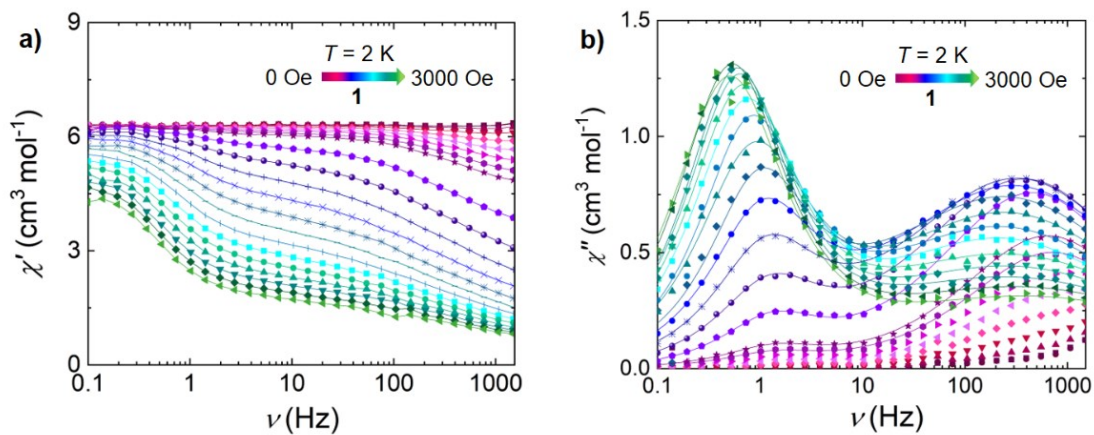 a)
9
6
3
0
χ′ (cm³ mol⁻¹)
T = 2 K
0 Oe 3000 Oe
1
0.1 1 10 100 1000
ν (Hz)
b)
1.5
1.0
0.5
0.0
χ″ (cm³ mol⁻¹)
T = 2 K
0 Oe 3000 Oe
1
0.1 1 10 100 1000
ν (Hz)